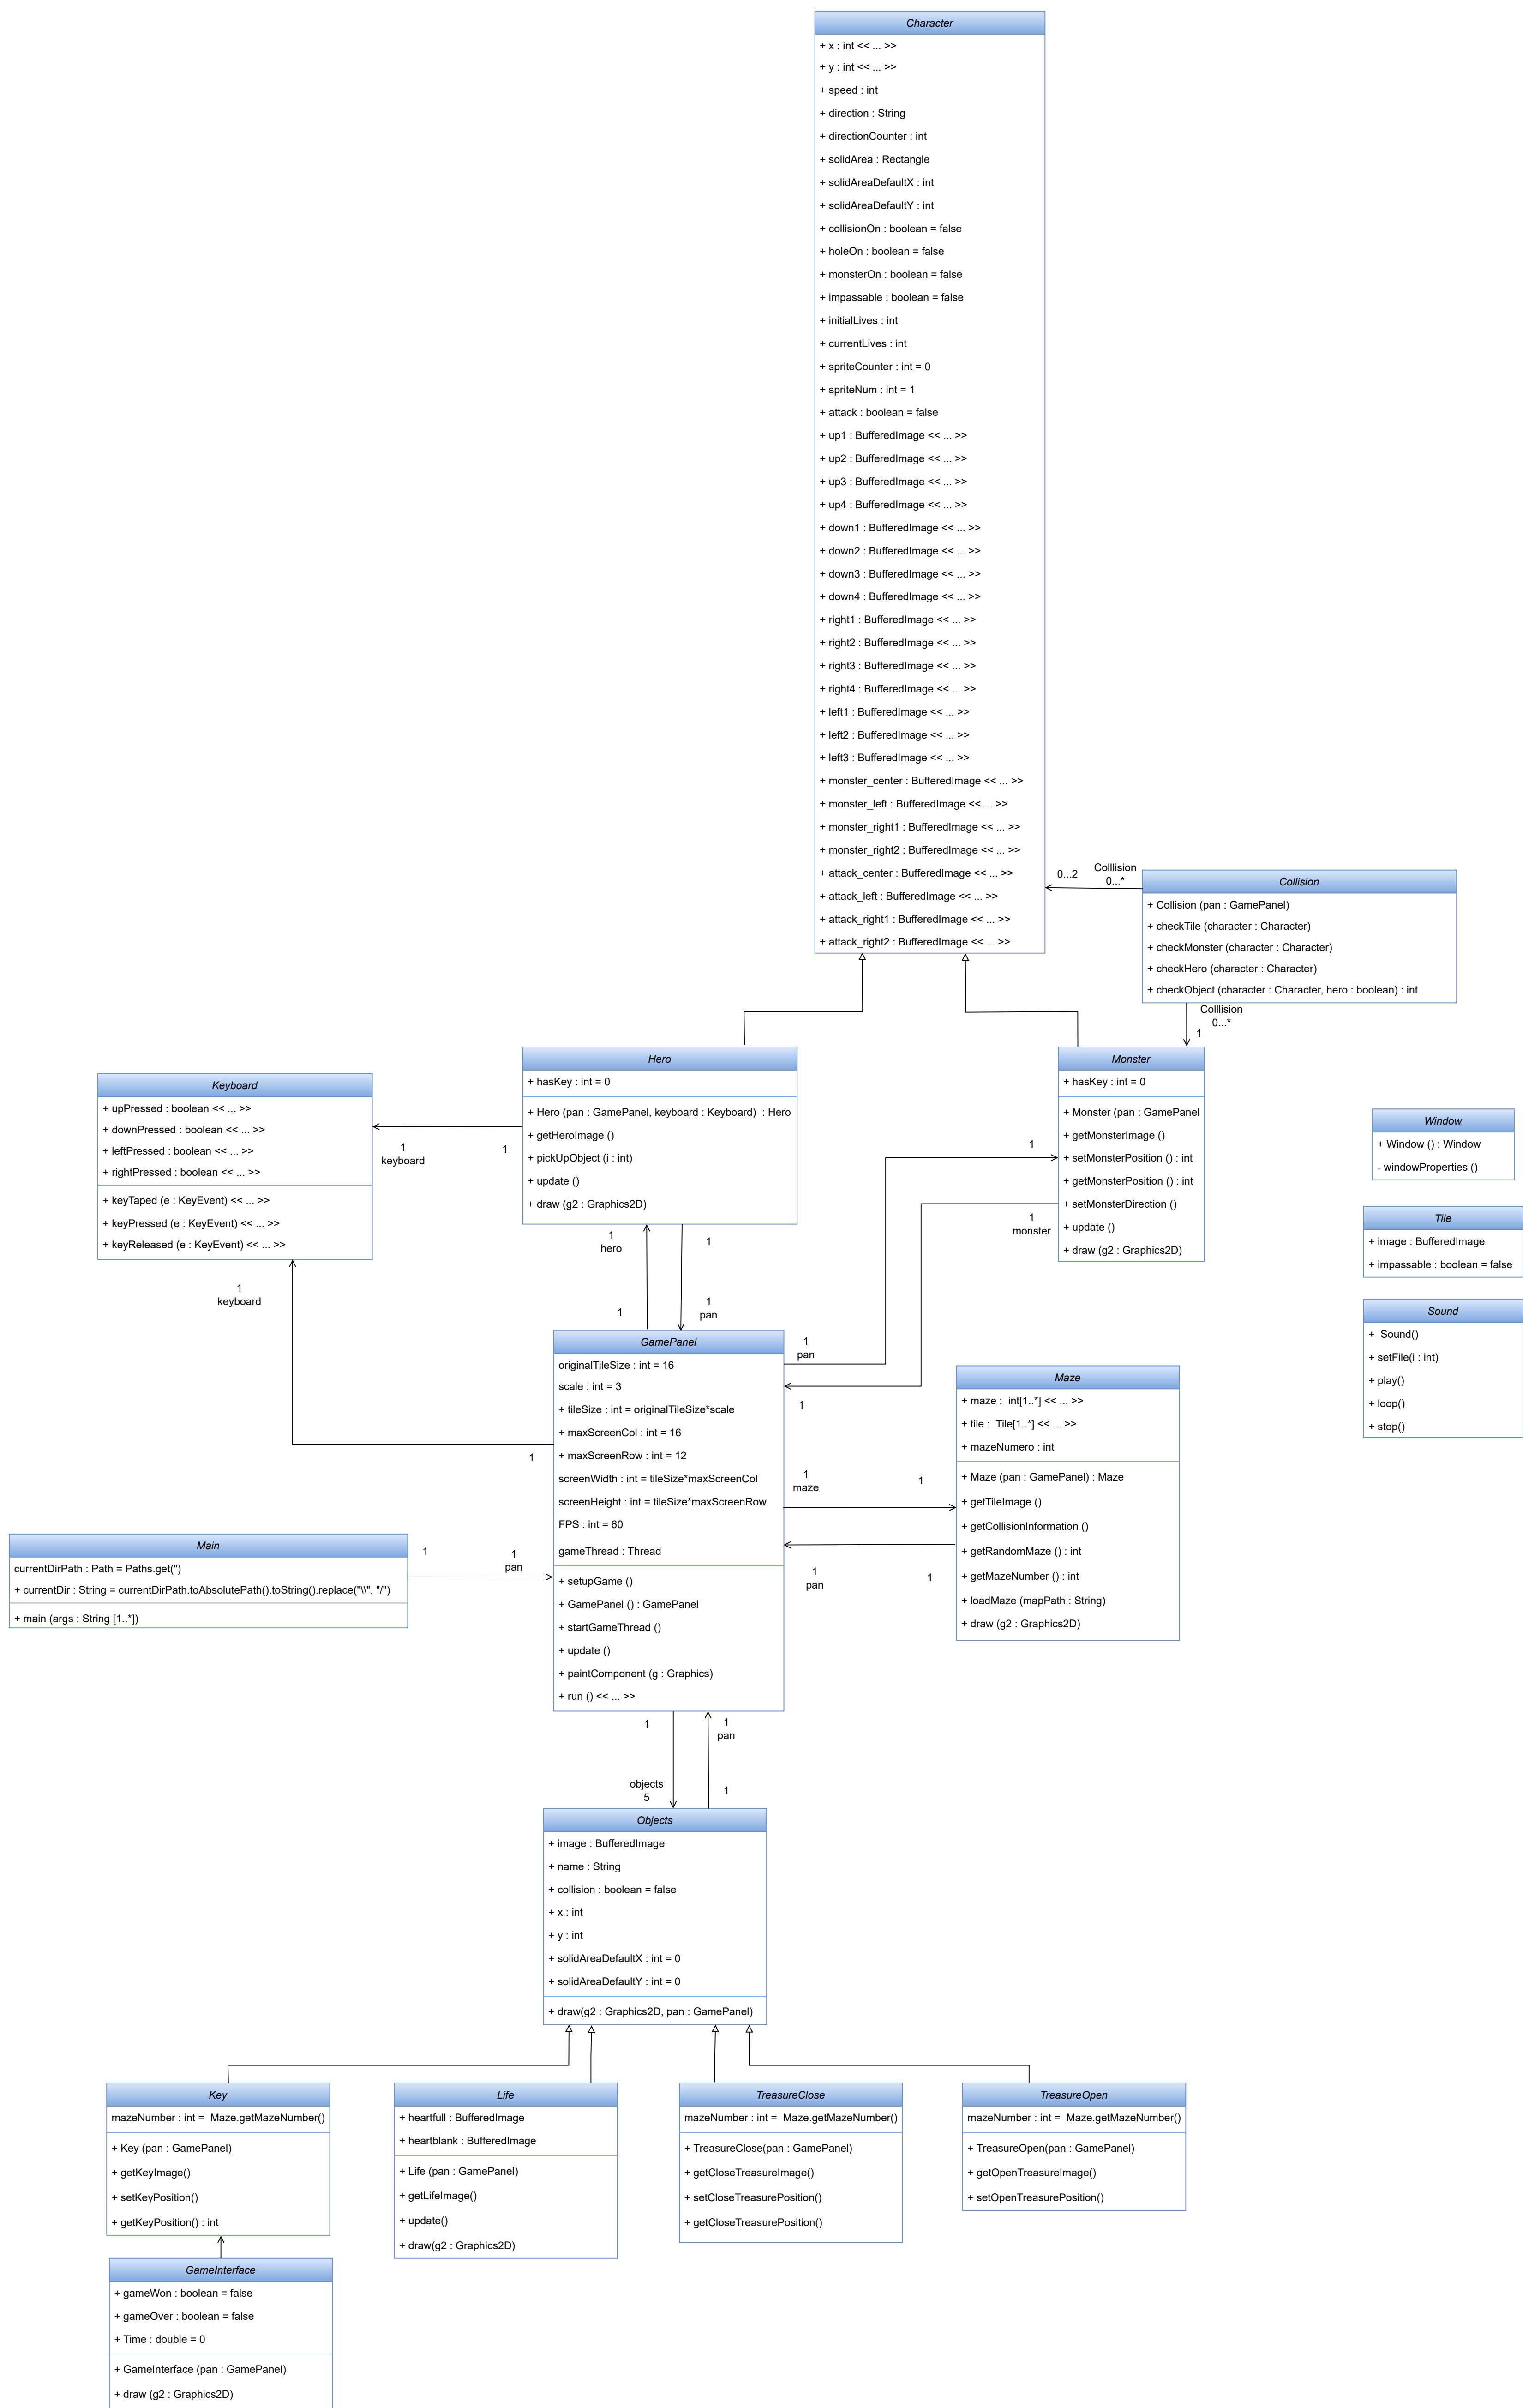 Character
+ x : int << ... >>
+ y : int << ... >>
+ speed : int
+ direction : String
+ directionCounter : int
+ solidArea : Rectangle
+ solidAreaDefaultX : int
+ solidAreaDefaultY : int
+ collisionOn : boolean = false
+ holeOn : boolean = false
+ monsterOn : boolean = false
+ impassable : boolean = false
+ initialLives : int
+ currentLives : int
+ spriteCounter : int = 0
+ spriteNum : int = 1
+ attack : boolean = false
+ up1 : BufferedImage << ... >>
+ up2 : BufferedImage << ... >>
+ up3 : BufferedImage << ... >>
+ up4 : BufferedImage << ... >>
+ down1 : BufferedImage << ... >>
+ down2 : BufferedImage << ... >>
+ down3 : BufferedImage << ... >>
+ down4 : BufferedImage << ... >>
+ right1 : BufferedImage << ... >>
+ right2 : BufferedImage << ... >>
+ right3 : BufferedImage << ... >>
+ right4 : BufferedImage << ... >>
+ left1 : BufferedImage << ... >>
+ left2 : BufferedImage << ... >>
+ left3 : BufferedImage << ... >>
+ monster_center : BufferedImage << ... >>
+ monster_left : BufferedImage << ... >>
+ monster_right1 : BufferedImage << ... >>
+ monster_right2 : BufferedImage << ... >>
+ attack_center : BufferedImage << ... >>
+ attack_left : BufferedImage << ... >>
+ attack_right1 : BufferedImage << ... >>
+ attack_right2 : BufferedImage << ... >>
0...2
Colllision
0...*
Collision
+ Collision (pan : GamePanel)
+ checkTile (character : Character)
+ checkMonster (character : Character)
+ checkHero (character : Character)
+ checkObject (character : Character, hero : boolean) : int
Colllision
0...*
1
Hero
+ hasKey : int = 0
+ Hero (pan : GamePanel, keyboard : Keyboard)  : Hero
+ getHeroImage ()
+ pickUpObject (i : int)
+ update ()
+ draw (g2 : Graphics2D)
Monster
+ hasKey : int = 0
+ Monster (pan : GamePanel
+ getMonsterImage ()
+ setMonsterPosition () : int
+ getMonsterPosition () : int
+ setMonsterDirection ()
+ update ()
+ draw (g2 : Graphics2D)
Keyboard
+ upPressed : boolean << ... >>
+ downPressed : boolean << ... >>
+ leftPressed : boolean << ... >>
+ rightPressed : boolean << ... >>
+ keyTaped (e : KeyEvent) << ... >>
+ keyPressed (e : KeyEvent) << ... >>
+ keyReleased (e : KeyEvent) << ... >>
1
keyboard
1
Window
+ Window () : Window
- windowProperties ()
Tile
+ image : BufferedImage
+ impassable : boolean = false
Sound
+  Sound()
+ setFile(i : int)
+ play()
+ loop()
+ stop()
1
1
monster
1
hero
1
1
keyboard
1
1
pan
GamePanel
originalTileSize : int = 16
scale : int = 3
+ tileSize : int = originalTileSize*scale
+ maxScreenCol : int = 16
+ maxScreenRow : int = 12
screenWidth : int = tileSize*maxScreenCol
screenHeight : int = tileSize*maxScreenRow
FPS : int = 60
gameThread : Thread
+ setupGame ()
+ GamePanel () : GamePanel
+ startGameThread ()
+ update ()
+ paintComponent (g : Graphics)
+ run () << ... >>
1
pan
1
1
1
maze
1
1
pan
1
Maze
+ maze :  int[1..*] << ... >>
+ tile :  Tile[1..*] << ... >>
+ mazeNumero : int
+ Maze (pan : GamePanel) : Maze
+ getTileImage ()
+ getCollisionInformation ()
+ getRandomMaze () : int
+ getMazeNumber () : int
+ loadMaze (mapPath : String)
+ draw (g2 : Graphics2D)
Main
currentDirPath : Path = Paths.get('')
+ currentDir : String = currentDirPath.toAbsolutePath().toString().replace("\\", "/")
+ main (args : String [1..*])
1
1
pan
1
1
pan
objects
5
1
Objects
+ image : BufferedImage
+ name : String
+ collision : boolean = false
+ x : int
+ y : int
+ solidAreaDefaultX : int = 0
+ solidAreaDefaultY : int = 0
+ draw(g2 : Graphics2D, pan : GamePanel)
Key
mazeNumber : int =  Maze.getMazeNumber()
+ Key (pan : GamePanel)
+ getKeyImage()
+ setKeyPosition()
+ getKeyPosition() : int
Life
+ heartfull : BufferedImage
+ heartblank : BufferedImage
+ Life (pan : GamePanel)
+ getLifeImage()
+ update()
+ draw(g2 : Graphics2D)
TreasureClose
mazeNumber : int =  Maze.getMazeNumber()
+ TreasureClose(pan : GamePanel)
+ getCloseTreasureImage()
+ setCloseTreasurePosition()
+ getCloseTreasurePosition()
TreasureOpen
mazeNumber : int =  Maze.getMazeNumber()
+ TreasureOpen(pan : GamePanel)
+ getOpenTreasureImage()
+ setOpenTreasurePosition()
GameInterface
+ gameWon : boolean = false
+ gameOver : boolean = false
+ Time : double = 0
+ GameInterface (pan : GamePanel)
+ draw (g2 : Graphics2D)